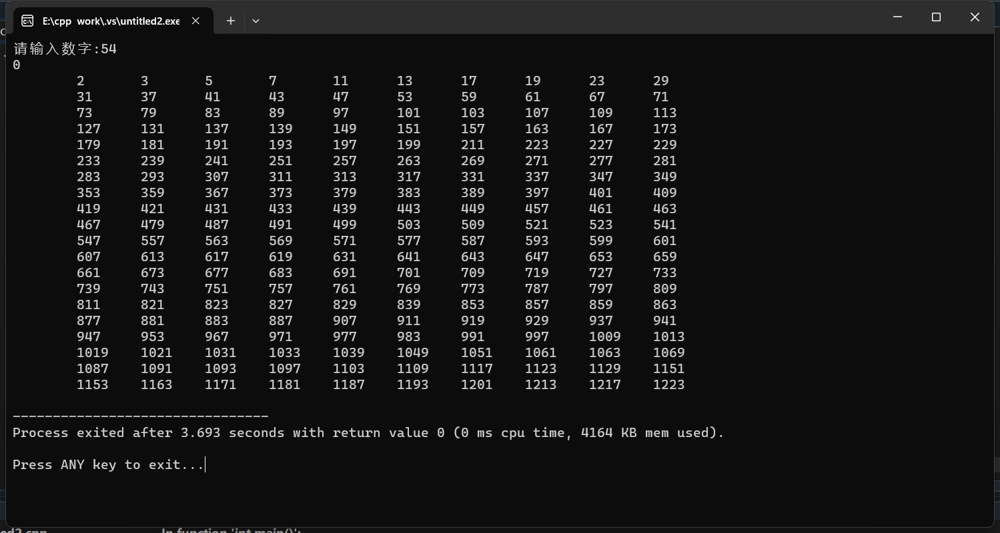 E:\cpp work\.vs\untitled2.exe
请输入数字:54
0
2 3 5 7 11 13 17 19 23 29
31 37 41 43 47 53 59 61 67 71
73 79 83 89 97 101 103 107 109 113
127 131 137 139 149 151 157 163 167 173
179 181 191 193 197 199 211 223 227 229
233 239 241 251 257 263 269 271 277 281
283 293 307 311 313 317 331 337 347 349
353 359 367 373 379 383 389 397 401 409
419 421 431 433 439 443 449 457 461 463
467 479 487 491 499 503 509 521 523 541
547 557 563 569 571 577 587 593 599 601
607 613 617 619 631 641 643 647 653 659
661 673 677 683 691 701 709 719 727 733
739 743 751 757 761 769 773 787 797 809
811 821 823 827 829 839 853 857 859 863
877 881 883 887 907 911 919 929 937 941
947 953 967 971 977 983 991 997 1009 1013
1019 1021 1031 1033 1039 1049 1051 1061 1063 1069
1087 1091 1093 1097 1103 1109 1117 1123 1129 1151
1153 1163 1171 1181 1187 1193 1201 1213 1217 1223
--------------------------------
Process exited after 3.693 seconds with return value 0 (0 ms cpu time, 4164 KB mem used).
Press ANY key to exit...
ed2.cpp In function 'int main()':